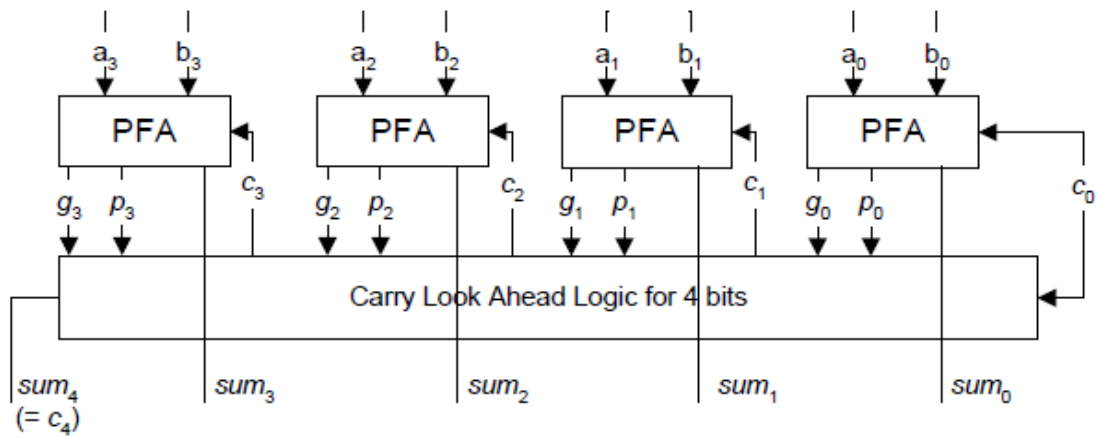 a₃ b₃ a₂ b₂ a₁ b₁ a₀ b₀
PFA PFA PFA PFA
c₃ c₂ c₁ c₀
g₃ p₃ g₂ p₂ g₁ p₁ g₀ p₀
Carry Look Ahead Logic for 4 bits
sum₄ sum₃ sum₂ sum₁ sum₀
(= c₄)